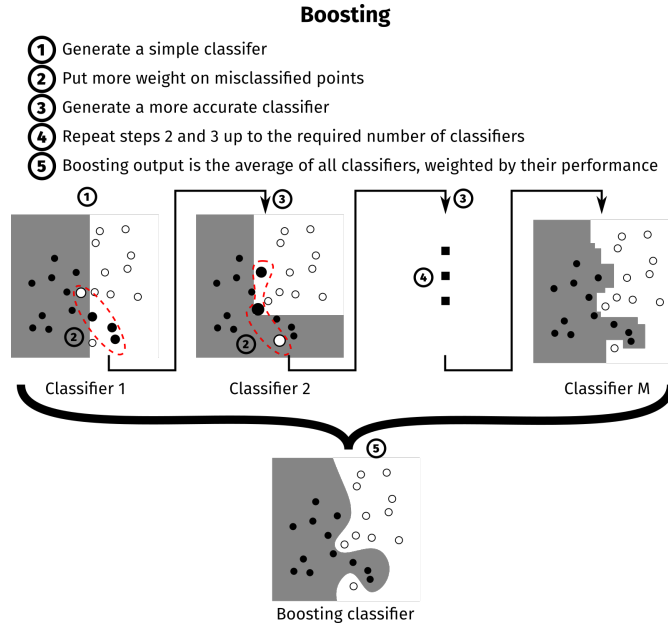 Boosting
1 Generate a simple classifer
2 Put more weight on misclassified points
3 Generate a more accurate classifier
4 Repeat steps 2 and 3 up to the required number of classifiers
5 Boosting output is the average of all classifiers, weighted by their performance
1
3
3
4
2
2
Classifier 1
Classifier 2
Classifier M
5
Boosting classifier